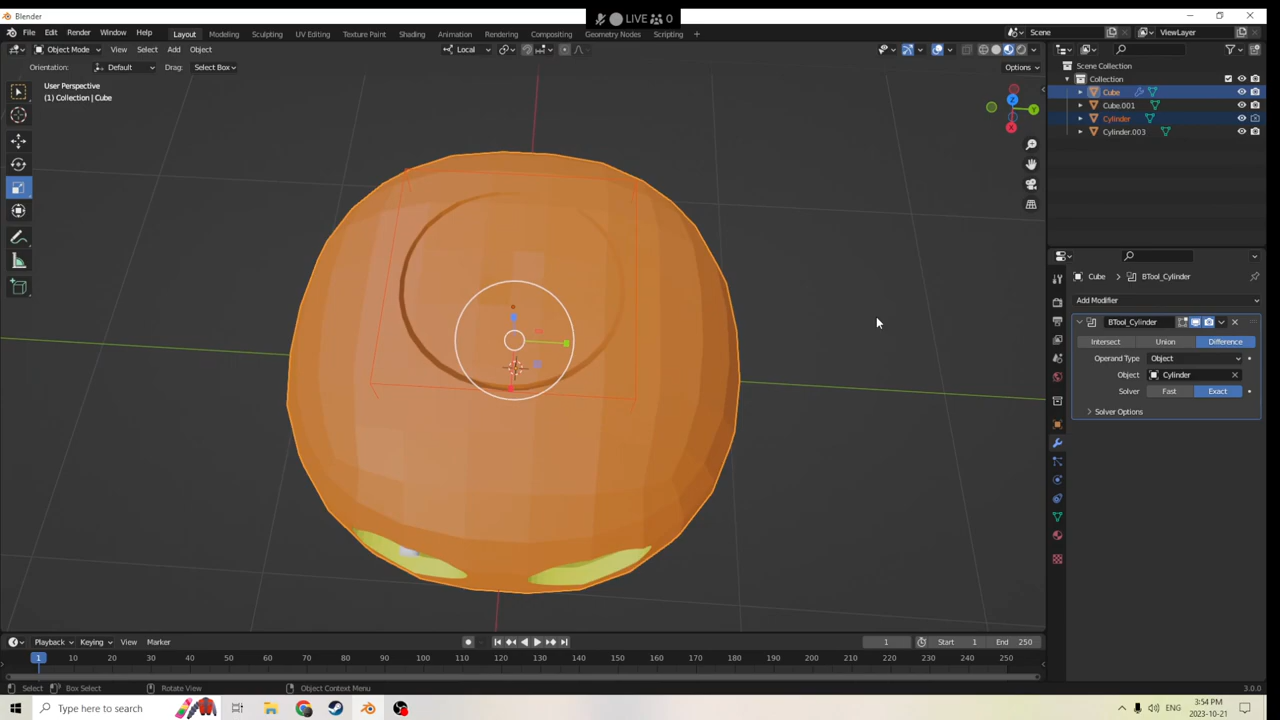 Blender
LIVE 0
File Edit Render Window Help Layout Modeling Sculpting UV Editing Texture Paint Shading Animation Rendering Compositing Geometry Nodes Scripting + Scene ViewLayer
Object Mode View Select Add Object Local
Orientation: Default Drag: Select Box Options
User Perspective
(1) Collection | Cube
Scene Collection
Collection
Cube
Cube.001
Cylinder
Cylinder.003
Z
Y
X
Cube > BTool_Cylinder
Add Modifier
BTool_Cylinder
Intersect Union Difference
Operand Type Object
Object Cylinder
Solver Fast Exact
Solver Options
Playback Keying View Marker 1 Start 1 End 250
1 10 20 30 40 50 60 70 80 90 100 110 120 130 140 150 160 170 180 190 200 210 220 230 240 250
Select Box Select Rotate View Object Context Menu 3.0.0
Type here to search
ENG
3:54 PM
2023-10-21